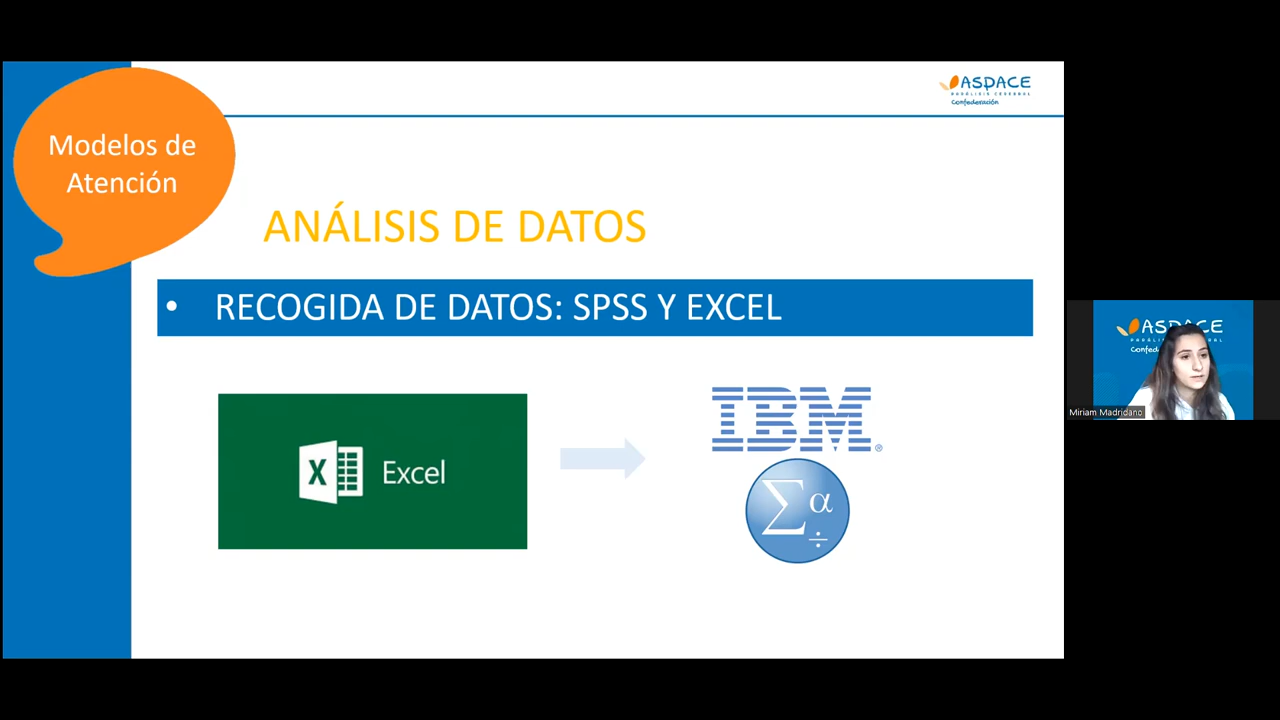 Modelos de
Atención
ASPACE
PARÁLISIS CEREBRAL
Confederación
ANÁLISIS DE DATOS
• RECOGIDA DE DATOS: SPSS Y EXCEL
X Excel
IBM®
Σα
÷
ASPACE
Confed
Miriam Madridano